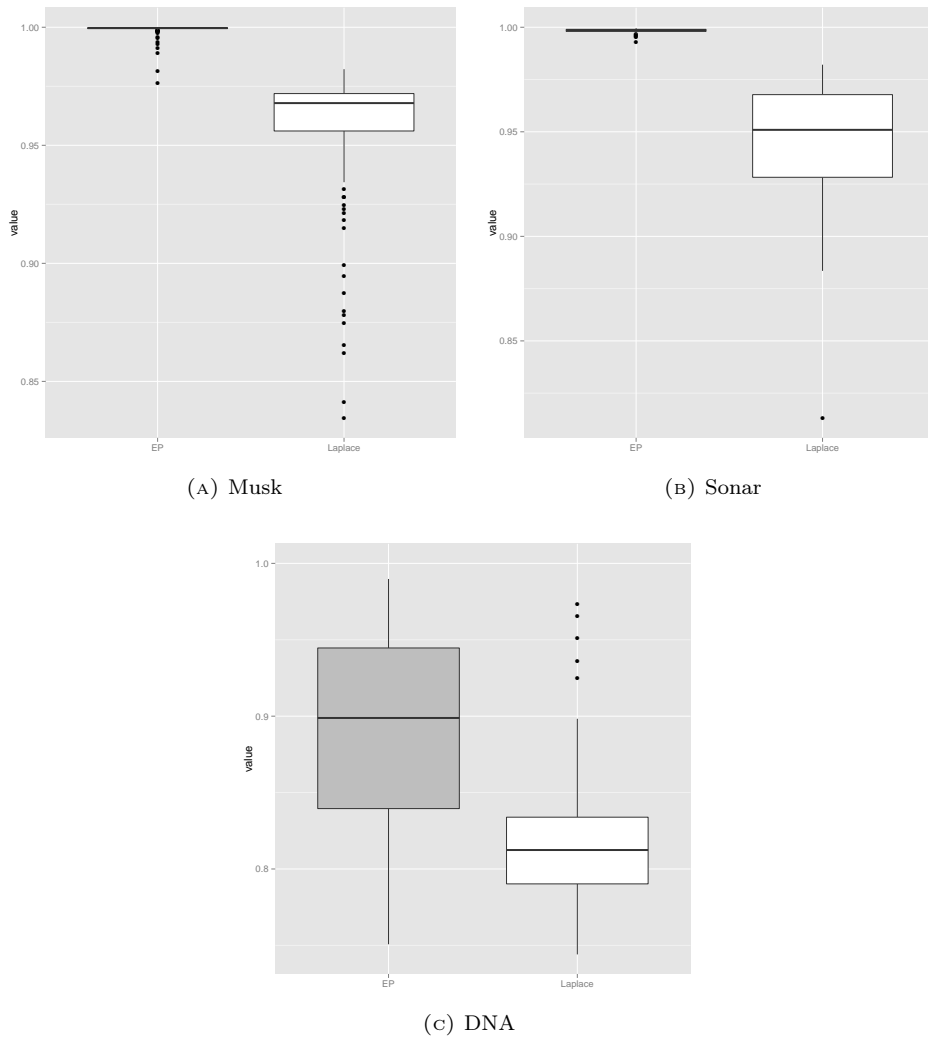 1.00
0.95
0.90
0.85
value
EP
Laplace
(A) Musk
1.00
0.95
0.90
0.85
value
EP
Laplace
(B) Sonar
1.0
0.9
0.8
value
EP
Laplace
(C) DNA